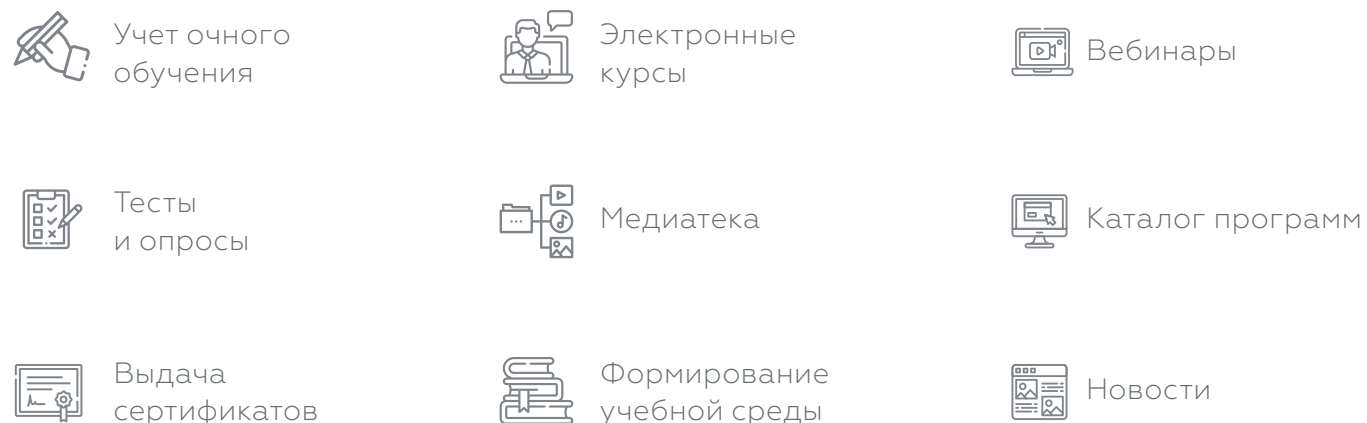 Учет очного
обучения
Электронные
курсы
Вебинары
Тесты
и опросы
Медиатека
Каталог программ
Выдача
сертификатов
Формирование
учебной среды
Новости